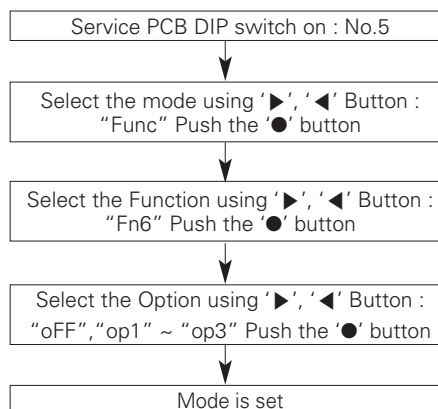 Service PCB DIP switch on : No.5
Select the mode using ‘▶’, ‘◀’ Button :
“Func” Push the ‘●’ button
Select the Function using ‘▶’, ‘◀’ Button :
“Fn6” Push the ‘●’ button
Select the Option using ‘▶’, ‘◀’ Button :
“oFF”,“op1” ~ “op3” Push the ‘●’ button
Mode is set